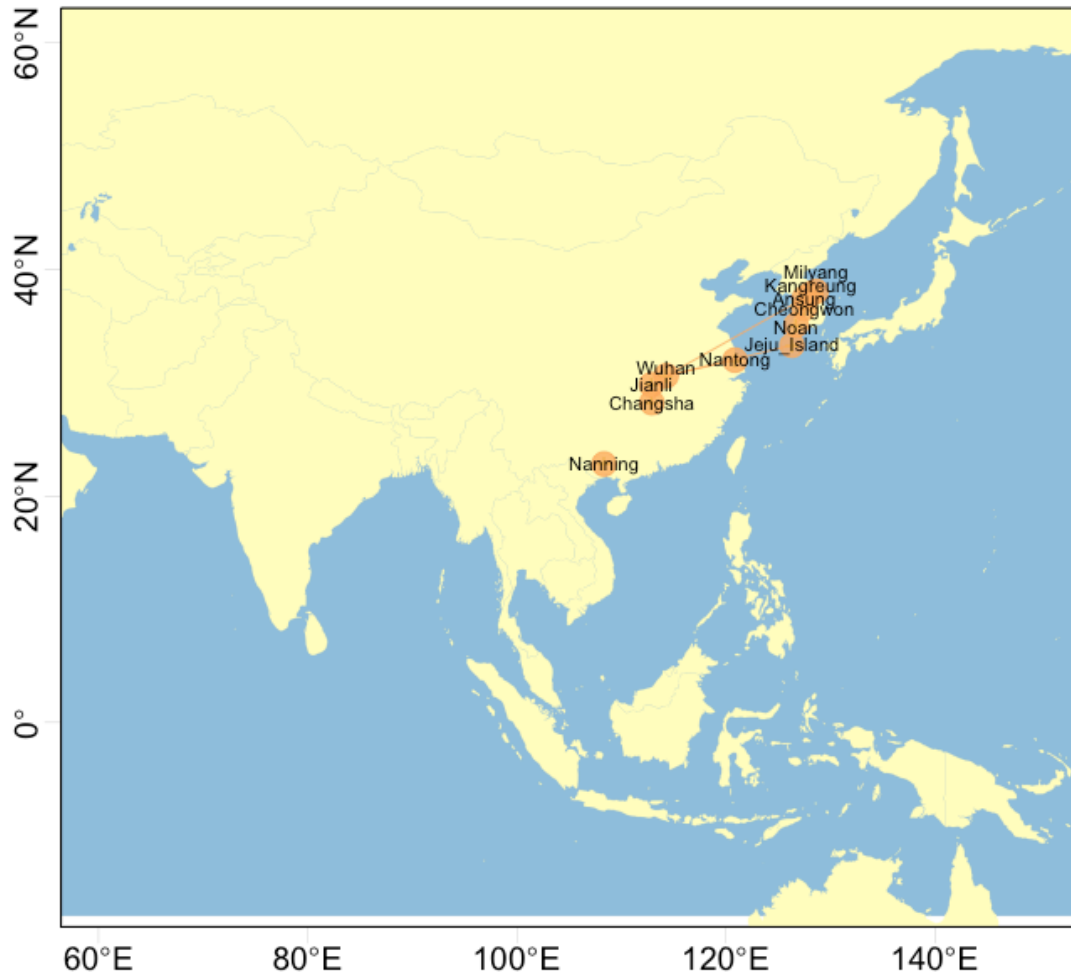 60°N
40°N
20°N
0°
Milyang
Kangreung
Ansung
Cheongwon
Noan
Jeju_Island
Nantong
Wuhan
Jianli
Changsha
Nanning
60°E
80°E
100°E
120°E
140°E